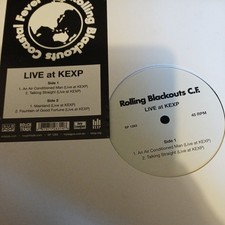 Rolling Blackouts Coastal Fever
LIVE at KEXP
Side 1
1. An Air Conditioned Man (Live at KEXP)
2. Talking Straight (Live at KEXP)
Side 2
1. Mainland (Live at KEXP)
2. Fountain of Good Fortune (Live at KEXP)
Rolling Blackouts C.F.
LIVE at KEXP
45 RPM
Side 1
1. An Air Conditioned Man (Live at KEXP)
2. Talking Straight (Live at KEXP)